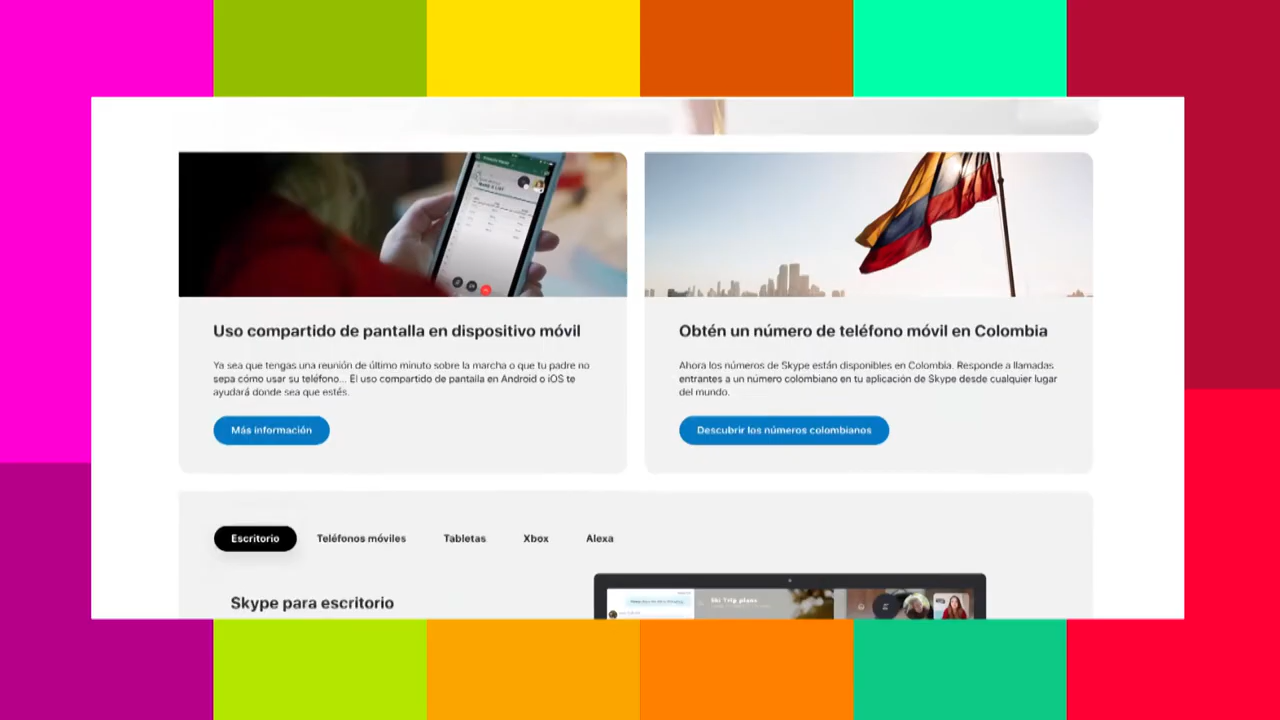 Uso compartido de pantalla en dispositivo móvil
Ya sea que tengas una reunión de último minuto sobre la marcha o que tu padre no
sepa cómo usar su teléfono... El uso compartido de pantalla en Android o iOS te
ayudará donde sea que estés.
Más información
Obtén un número de teléfono móvil en Colombia
Ahora los números de Skype están disponibles en Colombia. Responde a llamadas
entrantes a un número colombiano en tu aplicación de Skype desde cualquier lugar
del mundo.
Descubrir los números colombianos
Escritorio
Teléfonos móviles
Tabletas
Xbox
Alexa
Skype para escritorio
Ski Trip plans